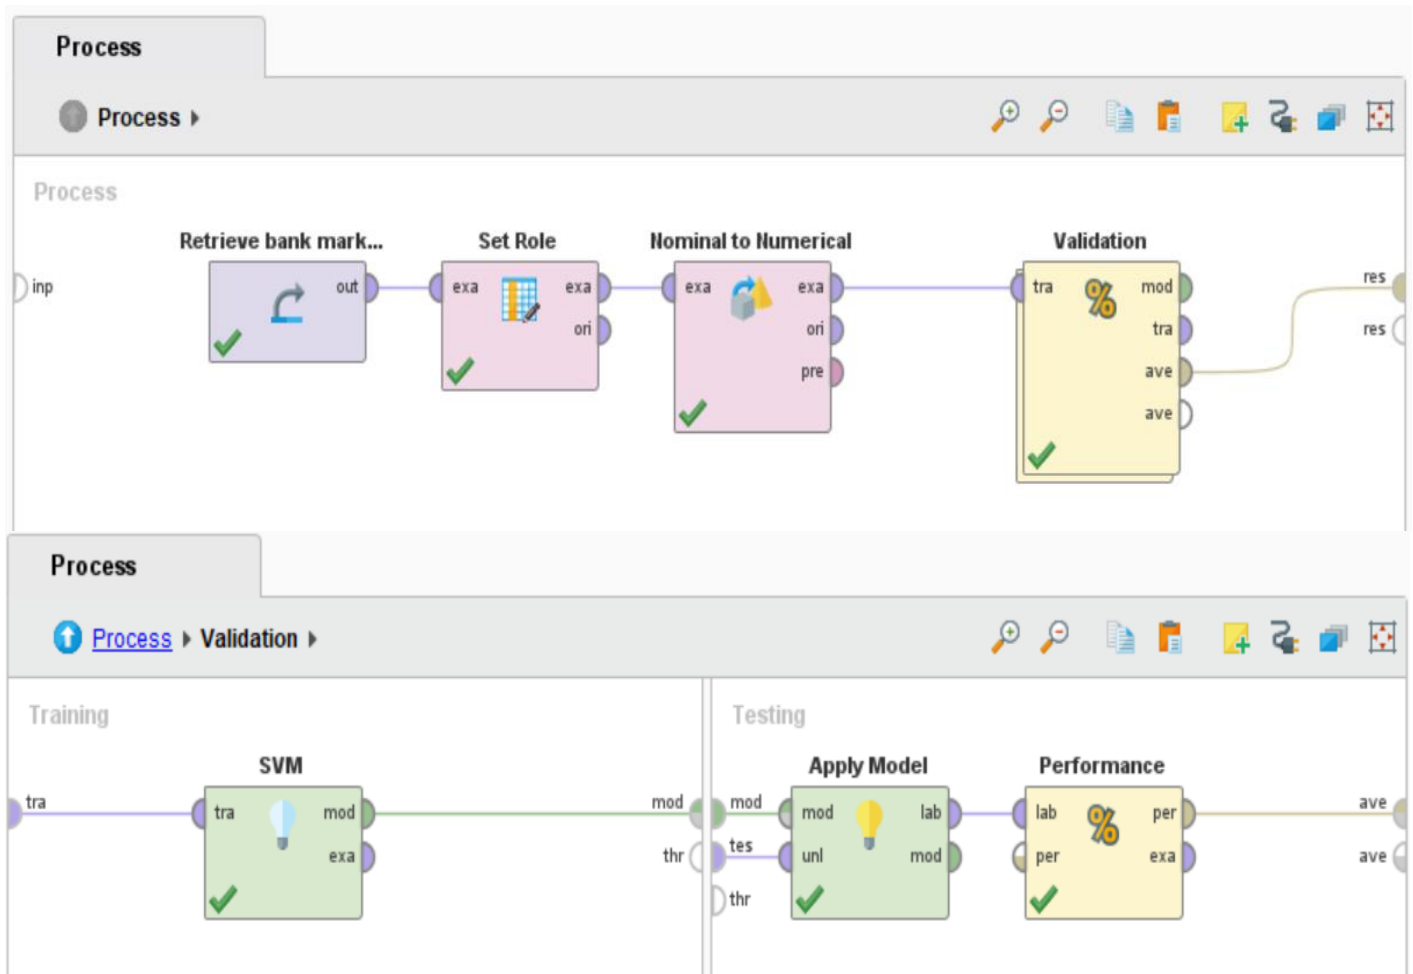 Process
Process
Process
Retrieve bank mark...
Set Role
Nominal to Numerical
Validation
inp
out
exa
exa
ori
exa
exa
ori
pre
tra
mod
tra
ave
ave
res
res
Process
Process
Validation
Training
Testing
SVM
Apply Model
Performance
tra
tra
mod
exa
mod
thr
mod
tes
thr
mod
unl
lab
mod
lab
per
per
exa
ave
ave